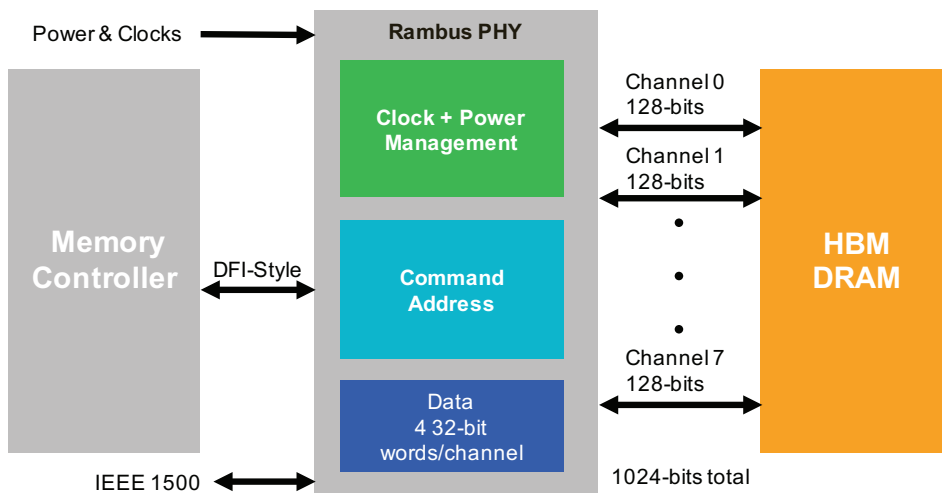 Power & Clocks
Rambus PHY
Clock + Power
Management
Channel 0
128-bits
Channel 1
128-bits
Memory
Controller
DFI-Style
Command
Address
HBM
DRAM
Channel 7
128-bits
Data
4 32-bit
words/channel
IEEE 1500
1024-bits total